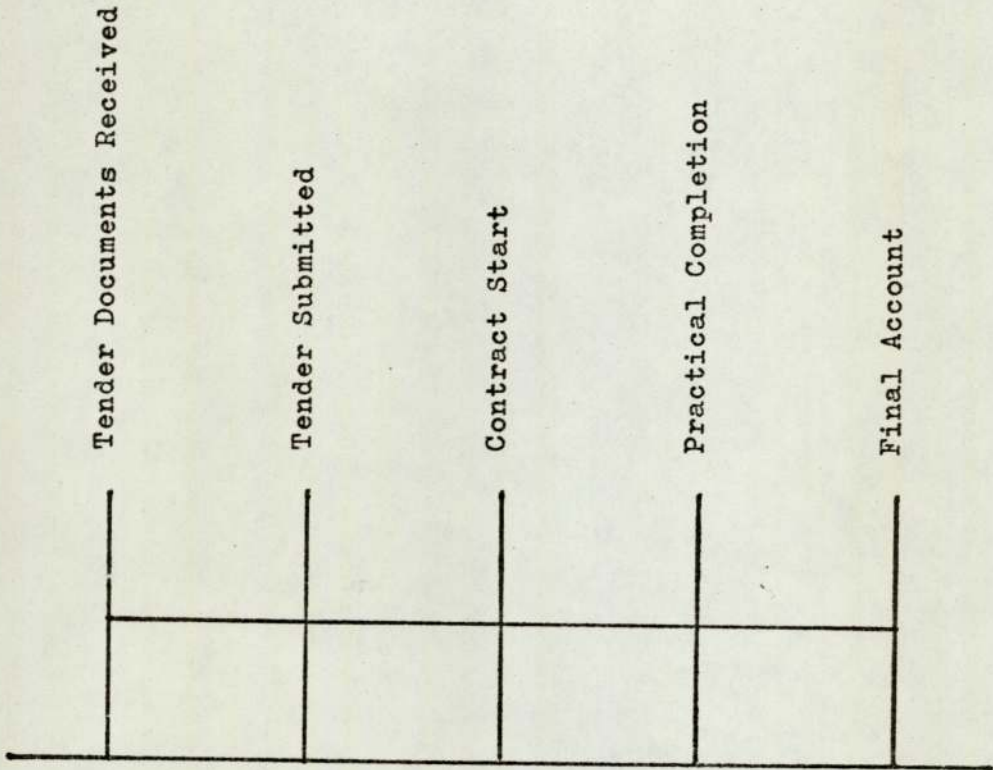 Tender Documents Received
Tender Submitted
Contract Start
Practical Completion
Final Account